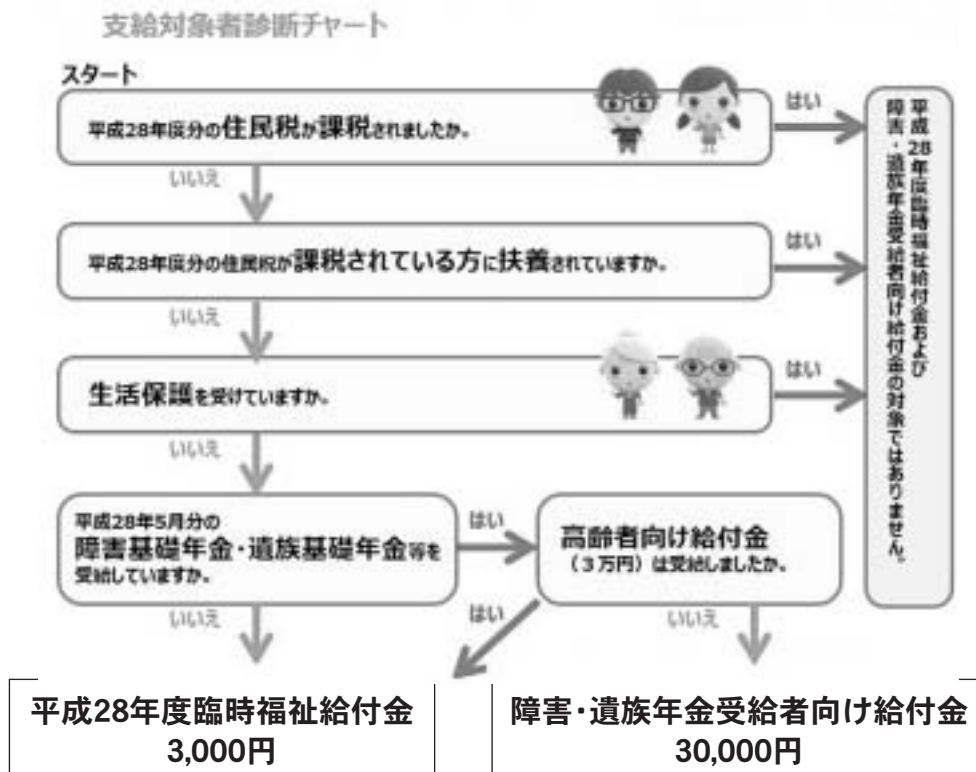 支給対象者診断チャート
スタート
平成28年度分の住民税が課税されましたか。
はい
いいえ
平成28年度分の住民税が課税されている方に扶養されていますか。
はい
いいえ
生活保護を受けていますか。
はい
いいえ
平成28年5月分の
障害基礎年金・遺族基礎年金等を
受給していますか。
はい
高齢者向け給付金
（３万円）は受給しましたか。
いいえ
はい
いいえ
平成28年度臨時福祉給付金および
障害・遺族年金受給者向け給付金の対象ではありません。
平成28年度臨時福祉給付金
3,000円
障害・遺族年金受給者向け給付金
30,000円